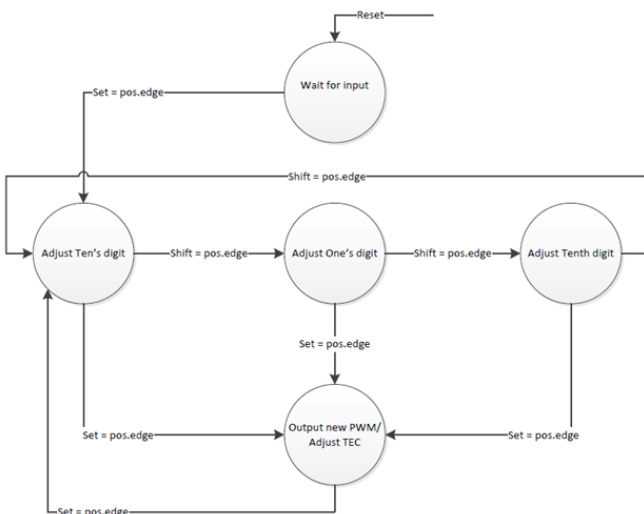 Reset
Wait for input
Set = pos.edge
Shift = pos.edge
Adjust Ten's digit
Shift = pos.edge
Adjust One's digit
Shift = pos.edge
Adjust Tenth digit
Set = pos.edge
Set = pos.edge
Output new PWM/
Adjust TEC
Set = pos.edge
Set = pos.edge